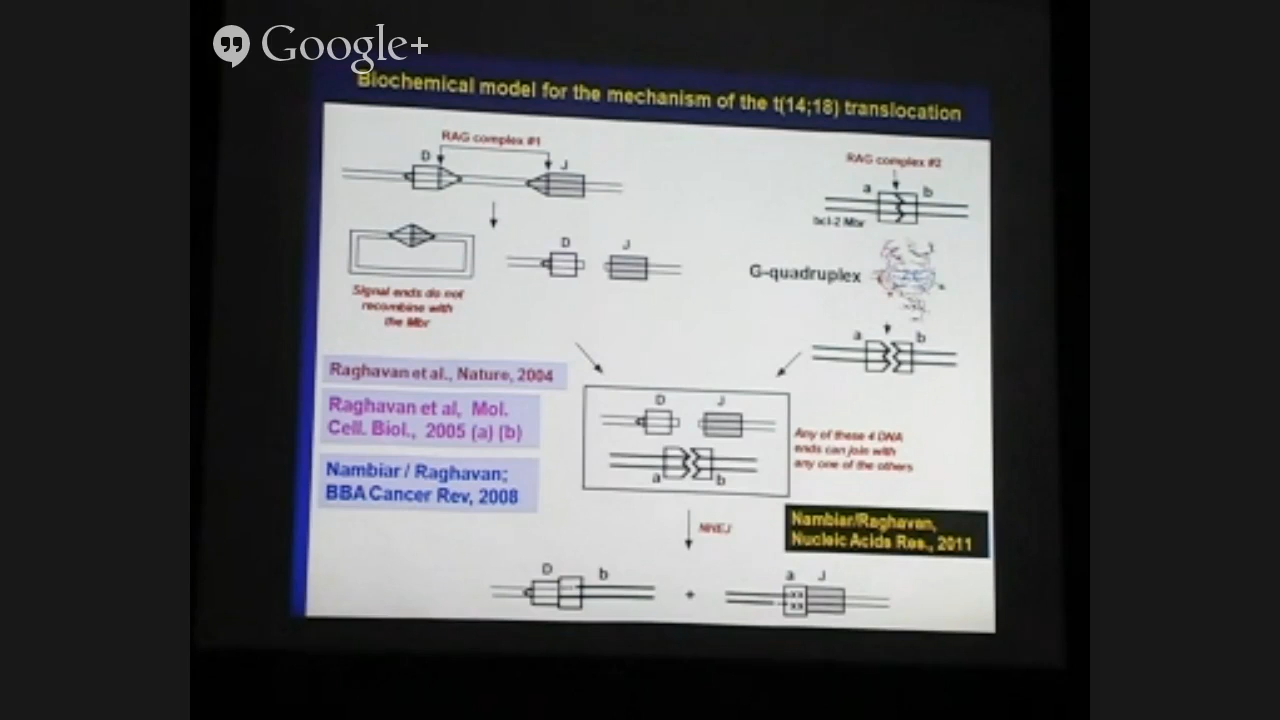 Google+
Biochemical model for the mechanism of the t(14;18) translocation
RAG complex #1
D
J
RAG complex #2
a
b
bcl-2 Mbr
D
J
G-quadruplex
Signal ends do not
recombine with
the Mbr
a
b
Raghavan et al., Nature, 2004
Raghavan et al, Mol.
Cell. Biol., 2005 (a) (b)
Nambiar / Raghavan;
BBA Cancer Rev, 2008
D
J
a
b
Any of these 4 DNA
ends can join with
any one of the others
NHEJ
Nambiar/Raghavan,
Nucleic Acids Res., 2011
D
b
+
a
J